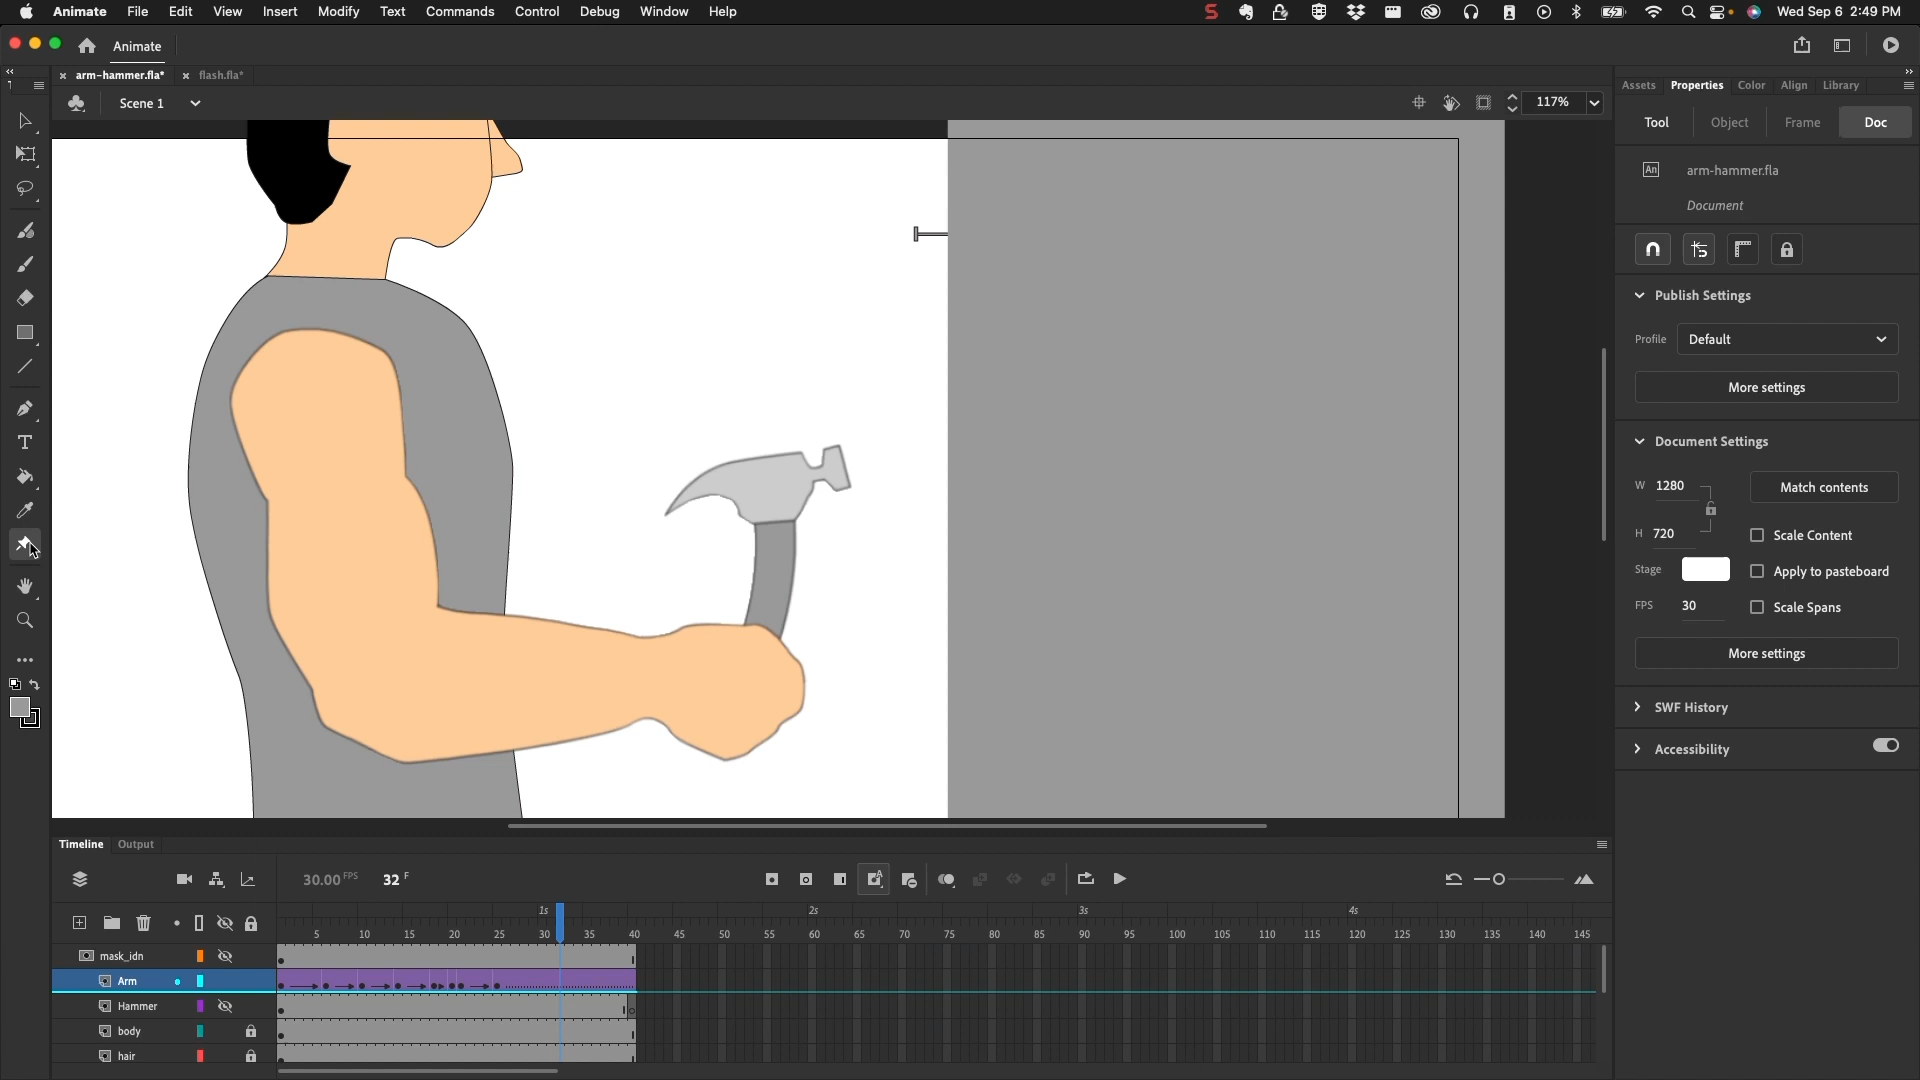 Animate File Edit View Insert Modify Text Commands Control Debug Window Help
Wed Sep 6 2:49 PM
Animate
arm-hammer.fla* flash.fla*
Assets Properties Color Align Library
Scene 1
117%
Tool Object Frame Doc
An arm-hammer.fla
Document
Publish Settings
Profile Default
More settings
Document Settings
W 1280 Match contents
H 720 Scale Content
Stage Apply to pasteboard
FPS 30 Scale Spans
More settings
SWF History
Accessibility
Timeline Output
30.00 FPS 32 F
1s 2s 3s 4s
5 10 15 20 25 30 35 40 45 50 55 60 65 70 75 80 85 90 95 100 105 110 115 120 125 130 135 140 145
mask_idn
Arm
Hammer
body
hair